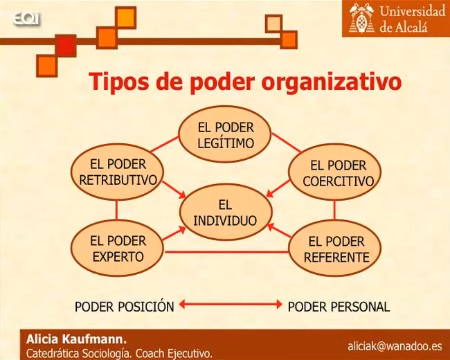 EQI
Universidad
de Alcalá
Tipos de poder organizativo
EL PODER
LEGÍTIMO
EL PODER
RETRIBUTIVO
EL PODER
COERCITIVO
EL
INDIVIDUO
EL PODER
EXPERTO
EL PODER
REFERENTE
PODER POSICIÓN
PODER PERSONAL
Alicia Kaufmann.
Catedrática Sociología. Coach Ejecutivo.
aliciak@wanadoo.es